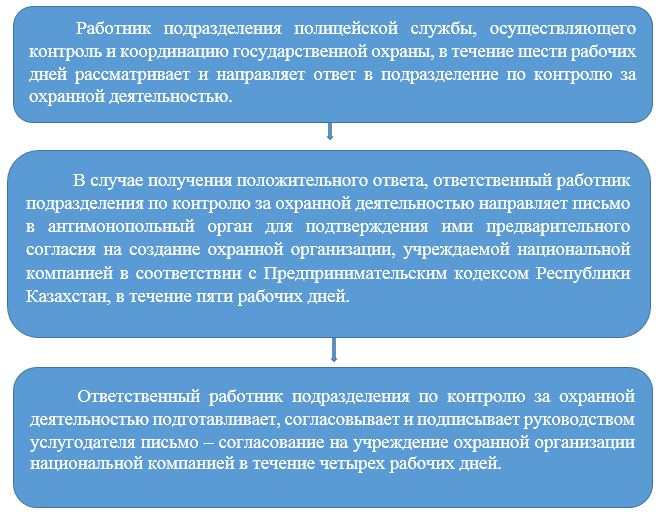 Работник подразделения полицейской службы, осуществляющего
контроль и координацию государственной охраны, в течение шести рабочих
дней рассматривает и направляет ответ в подразделение по контролю за
охранной деятельностью.
В случае получения положительного ответа, ответственный работник
подразделения по контролю за охранной деятельностью направляет письмо
в антимонопольный орган для подтверждения ими предварительного
согласия на создание охранной организации, учреждаемой национальной
компанией в соответствии с Предпринимательским кодексом Республики
Казахстан, в течение пяти рабочих дней.
Ответственный работник подразделения по контролю за охранной
деятельностью подготавливает, согласовывает и подписывает руководством
услугодателя письмо – согласование на учреждение охранной организации
национальной компанией в течение четырех рабочих дней.